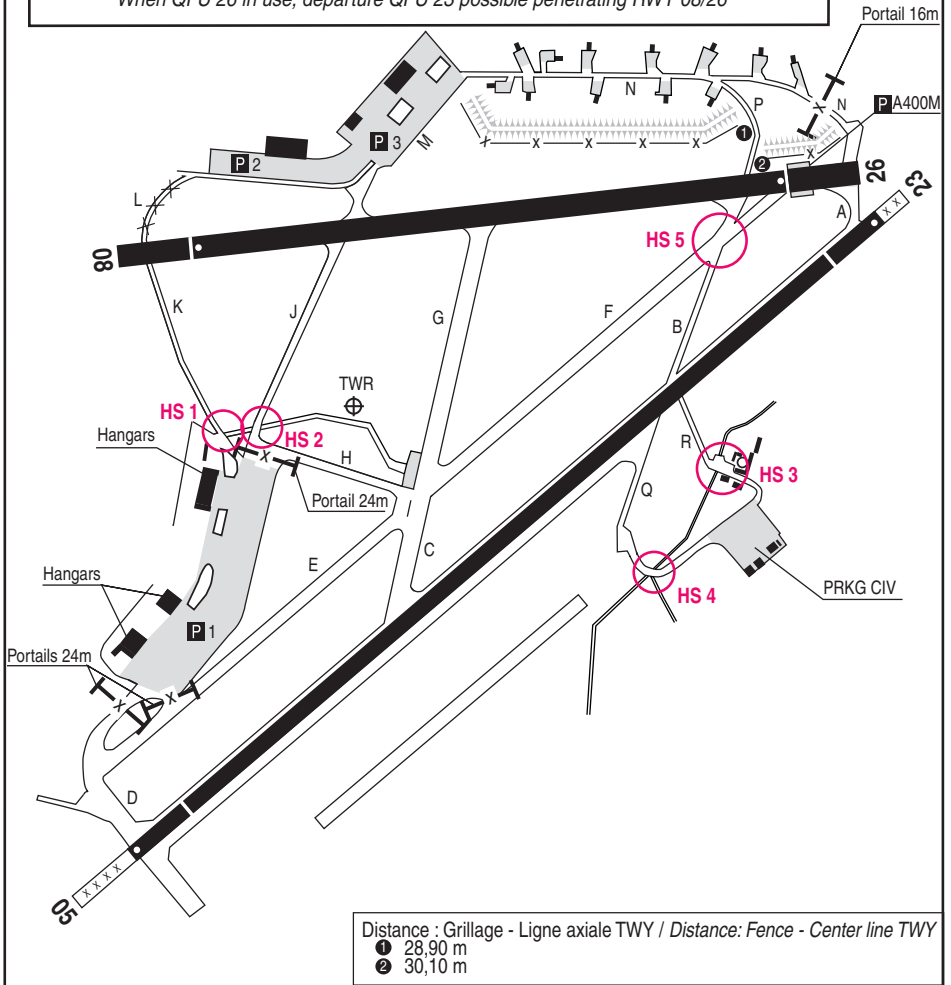 When QFU 26 in use, departure QFU 23 possible penetrating RWY 08/26
Portail 16m
N
P
N
P A400M
M
P 3
1
P 2
2
26
23
L
A
HS 5
08
K
J
G
F
B
TWR
HS 1
HS 2
Hangars
H
R
HS 3
Portail 24m
I
Q
C
E
Hangars
HS 4
PRKG CIV
P 1
Portails 24m
D
05
Distance : Grillage - Ligne axiale TWY / Distance: Fence - Center line TWY
1 28,90 m
2 30,10 m